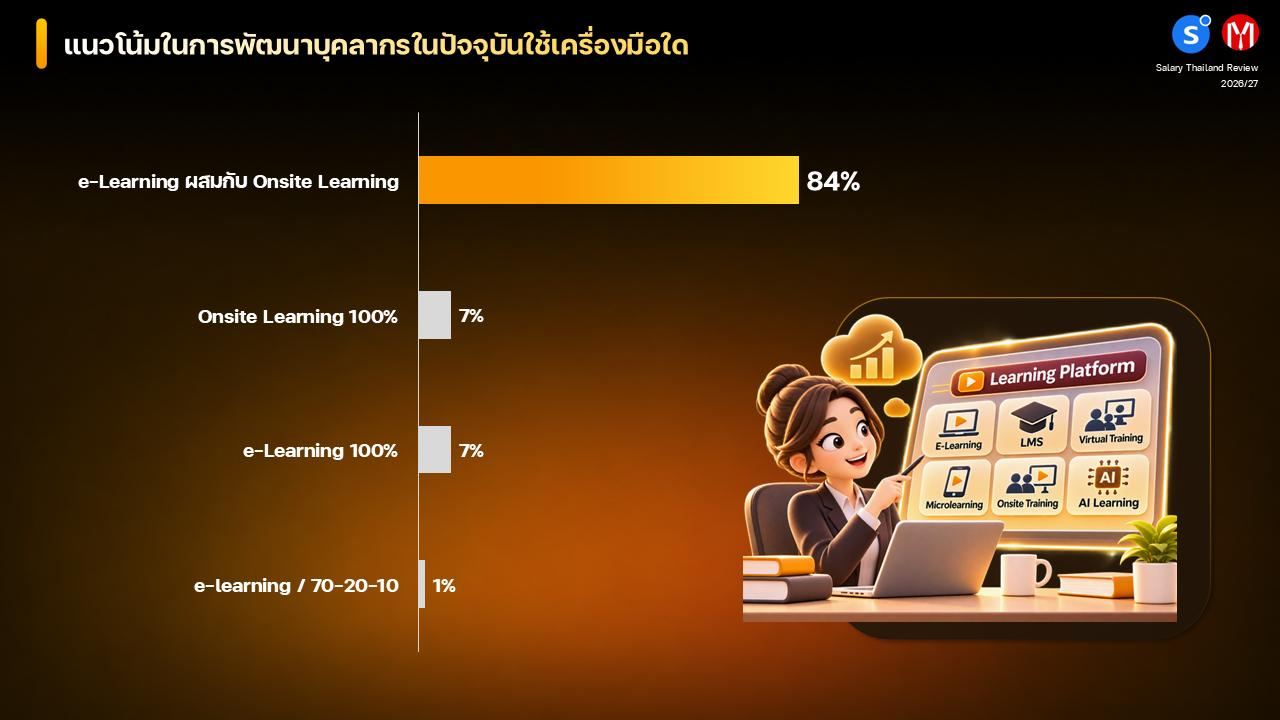 แนวโน้มในการพัฒนาบุคลากรในปัจจุบันใช้เครื่องมือใด
S
Salary Thailand Review
2026/27
e-Learning ผสมกับ Onsite Learning
84%
Onsite Learning 100%
7%
e-Learning 100%
7%
e-learning / 70-20-10
1%
Learning Platform
E-Learning
LMS
Virtual Training
Microlearning
Onsite Training
AI
AI Learning